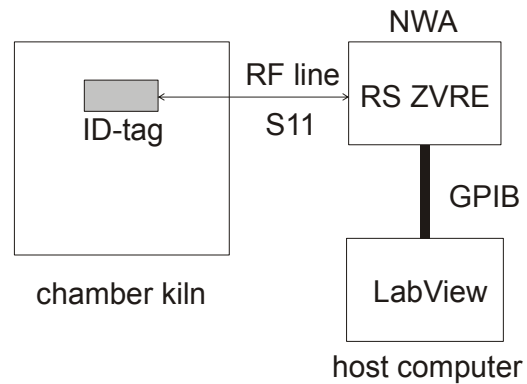 NWA
RF line
RS ZVRE
ID-tag
S11
GPIB
chamber kiln
LabView
host computer